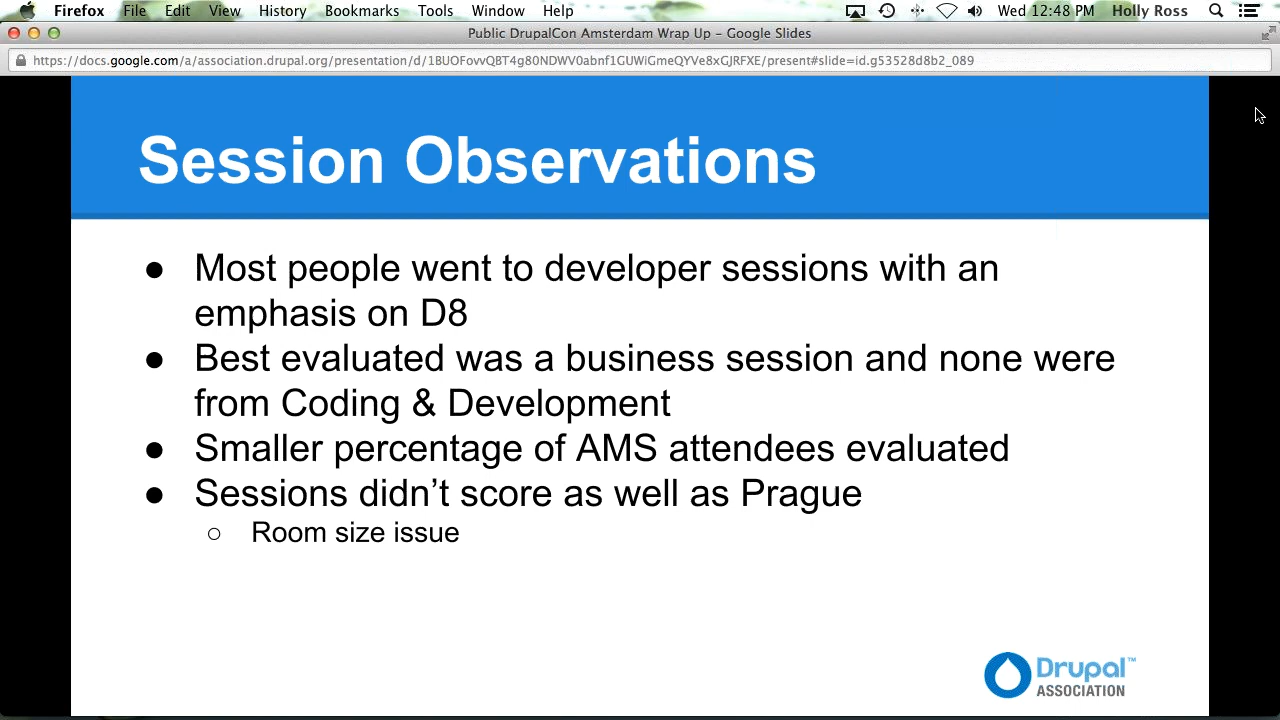 Firefox File Edit View History Bookmarks Tools Window Help Wed 12:48 PM Holly Ross
Public DrupalCon Amsterdam Wrap Up – Google Slides
https://docs.google.com/a/association.drupal.org/presentation/d/1BUOFovvQBT4g80NDWV0abnf1GUWiGmeQYVe8xGJRFXE/present#slide=id.g53528d8b2_089
Session Observations
● Most people went to developer sessions with an
emphasis on D8
● Best evaluated was a business session and none were
from Coding & Development
● Smaller percentage of AMS attendees evaluated
● Sessions didn’t score as well as Prague
○ Room size issue
Drupal™
ASSOCIATION